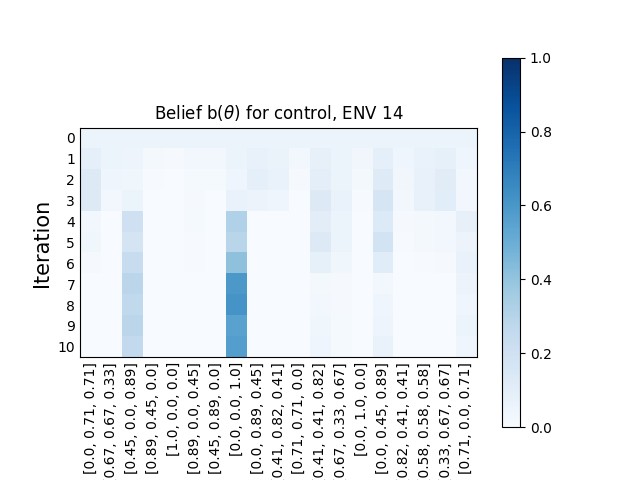 Belief b(θ) for control, ENV 14
Iteration
0
1
2
3
4
5
6
7
8
9
10
[0.0, 0.71, 0.71]
0.67, 0.67, 0.33]
[0.45, 0.0, 0.89]
[0.89, 0.45, 0.0]
[1.0, 0.0, 0.0]
[0.89, 0.0, 0.45]
[0.45, 0.89, 0.0]
[0.0, 0.0, 1.0]
[0.0, 0.89, 0.45]
0.41, 0.82, 0.41]
[0.71, 0.71, 0.0]
0.41, 0.41, 0.82]
0.67, 0.33, 0.67]
[0.0, 1.0, 0.0]
[0.0, 0.45, 0.89]
0.82, 0.41, 0.41]
0.58, 0.58, 0.58]
0.33, 0.67, 0.67]
[0.71, 0.0, 0.71]
1.0
0.8
0.6
0.4
0.2
0.0